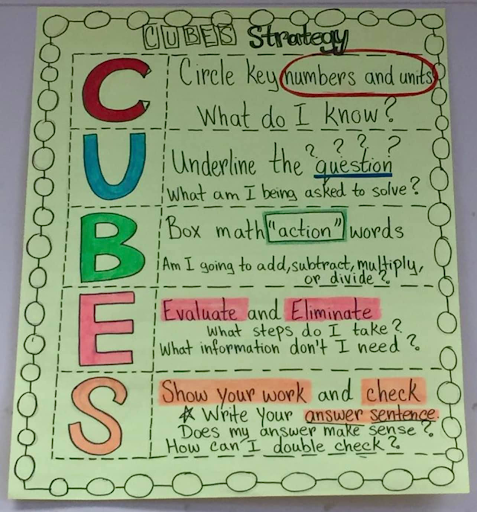 CUBES Strategy
C
Circle key numbers and units
What do I know?
U
? ? ? ?
Underline the question
What am I being asked to solve?
B
Box math "action" words
Am I going to add, subtract, multiply,
or divide?
E
Evaluate and Eliminate
What steps do I take?
What information don't I need?
S
Show your work and check
☆ Write your answer sentence.
Does my answer make sense?
How can I double check?